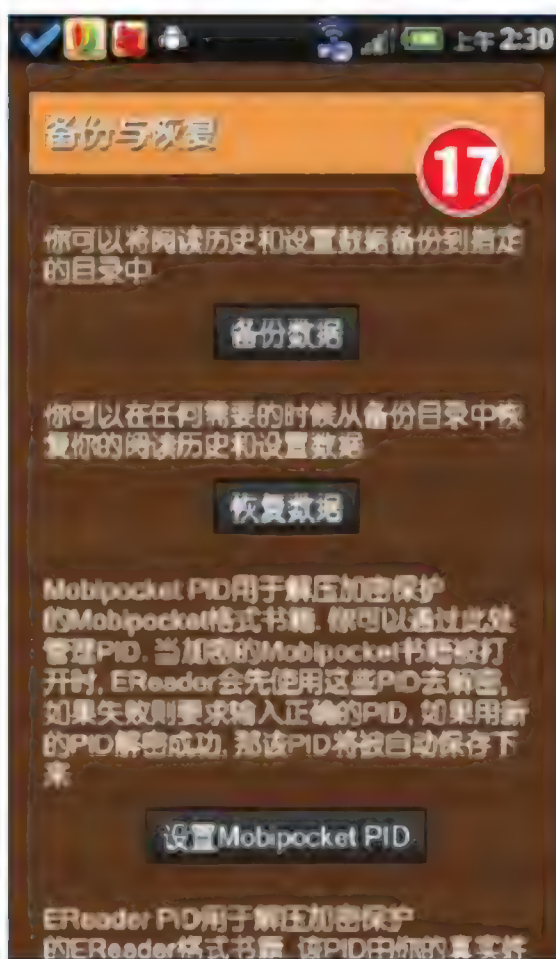 上午 2:30
备份与恢复
17
你可以将阅读历史和设置数据备份到指定
的目录中
备份数据
你可以在任何需要的时候从备份目录中恢
复你的阅读历史和设置数据
恢复数据
Mobipocket PID用于解压加密保护
的Mobipocket格式书籍. 你可以通过此处
管理PID. 当加密的Mobipocket书籍被打
开时, EReader会先使用这些PID去解密,
如果失败则要求输入正确的PID, 如果用新
的PID解密成功, 那该PID将被自动保存下
来
设置Mobipocket PID
EReader PID用于解压加密保护
的EReader格式书籍. 该PID由你的真实姓